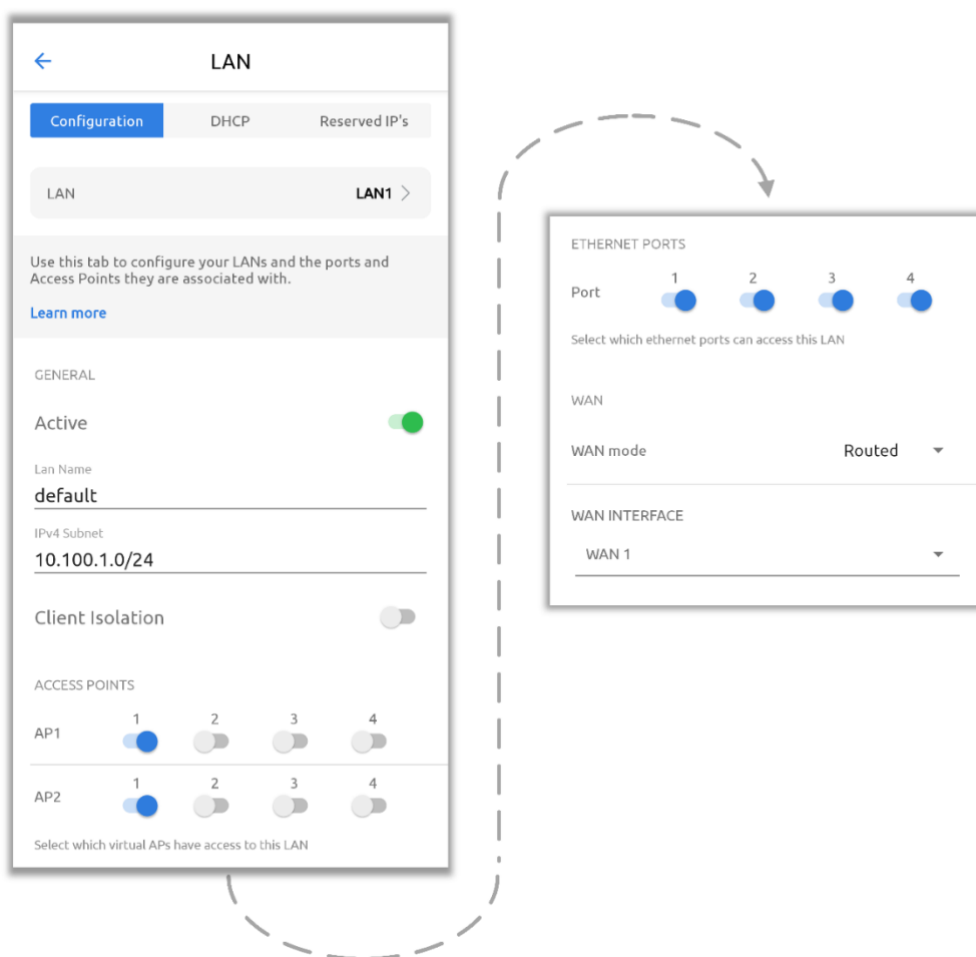 LAN
Configuration DHCP Reserved IP's
LAN LAN1
Use this tab to configure your LANs and the ports and
Access Points they are associated with.
Learn more
GENERAL
Active
Lan Name
default
IPv4 Subnet
10.100.1.0/24
Client Isolation
ACCESS POINTS
1 2 3 4
AP1
1 2 3 4
AP2
Select which virtual APs have access to this LAN
ETHERNET PORTS
1 2 3 4
Port
Select which ethernet ports can access this LAN
WAN
WAN mode Routed
WAN INTERFACE
WAN 1